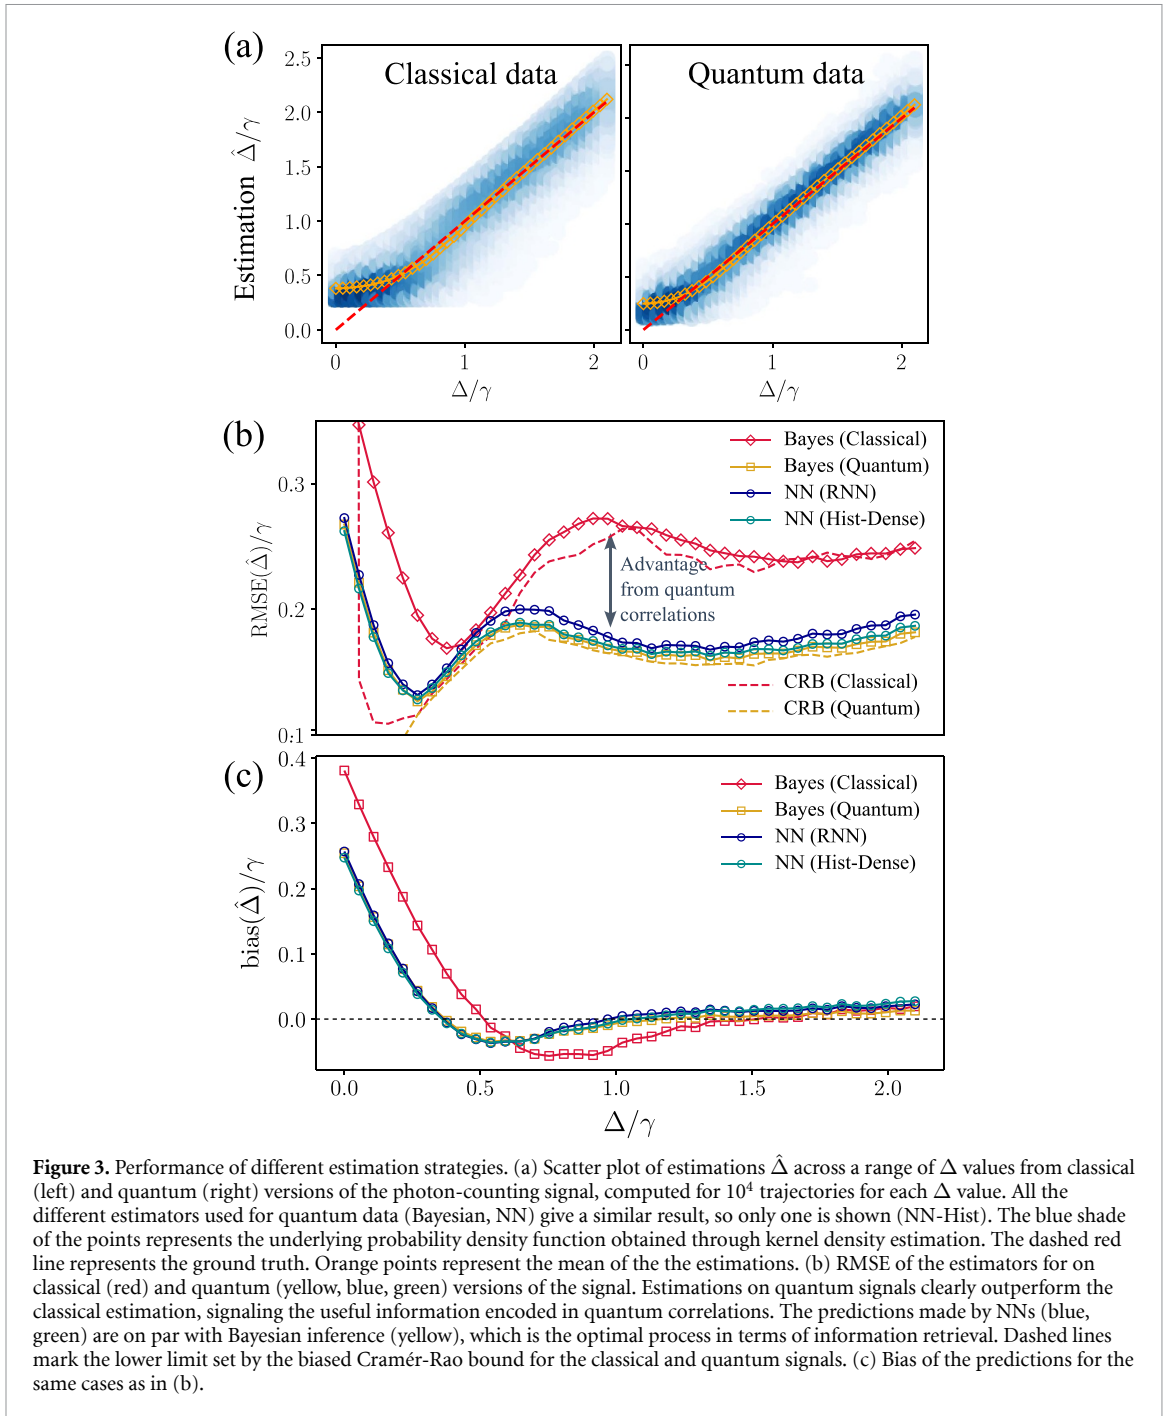 (a)
Classical data
Quantum data
Estimation Δ̂/γ
2.5
2.0
1.5
1.0
0.5
0.0
0 1 2
0 1 2
Δ/γ
Δ/γ
(b)
RMSE(Δ̂)/γ
0.3
0.2
0.1
Bayes (Classical)
Bayes (Quantum)
NN (RNN)
NN (Hist-Dense)
Advantage
from quantum
correlations
CRB (Classical)
CRB (Quantum)
(c)
bias(Δ̂)/γ
0.4
0.3
0.2
0.1
0.0
Bayes (Classical)
Bayes (Quantum)
NN (RNN)
NN (Hist-Dense)
0.0 0.5 1.0 1.5 2.0
Δ/γ
Figure 3. Performance of different estimation strategies. (a) Scatter plot of estimations Δ̂ across a range of Δ values from classical
(left) and quantum (right) versions of the photon-counting signal, computed for 10⁴ trajectories for each Δ value. All the
different estimators used for quantum data (Bayesian, NN) give a similar result, so only one is shown (NN-Hist). The blue shade
of the points represents the underlying probability density function obtained through kernel density estimation. The dashed red
line represents the ground truth. Orange points represent the mean of the the estimations. (b) RMSE of the estimators for on
classical (red) and quantum (yellow, blue, green) versions of the signal. Estimations on quantum signals clearly outperform the
classical estimation, signaling the useful information encoded in quantum correlations. The predictions made by NNs (blue,
green) are on par with Bayesian inference (yellow), which is the optimal process in terms of information retrieval. Dashed lines
mark the lower limit set by the biased Cramér-Rao bound for the classical and quantum signals. (c) Bias of the predictions for the
same cases as in (b).